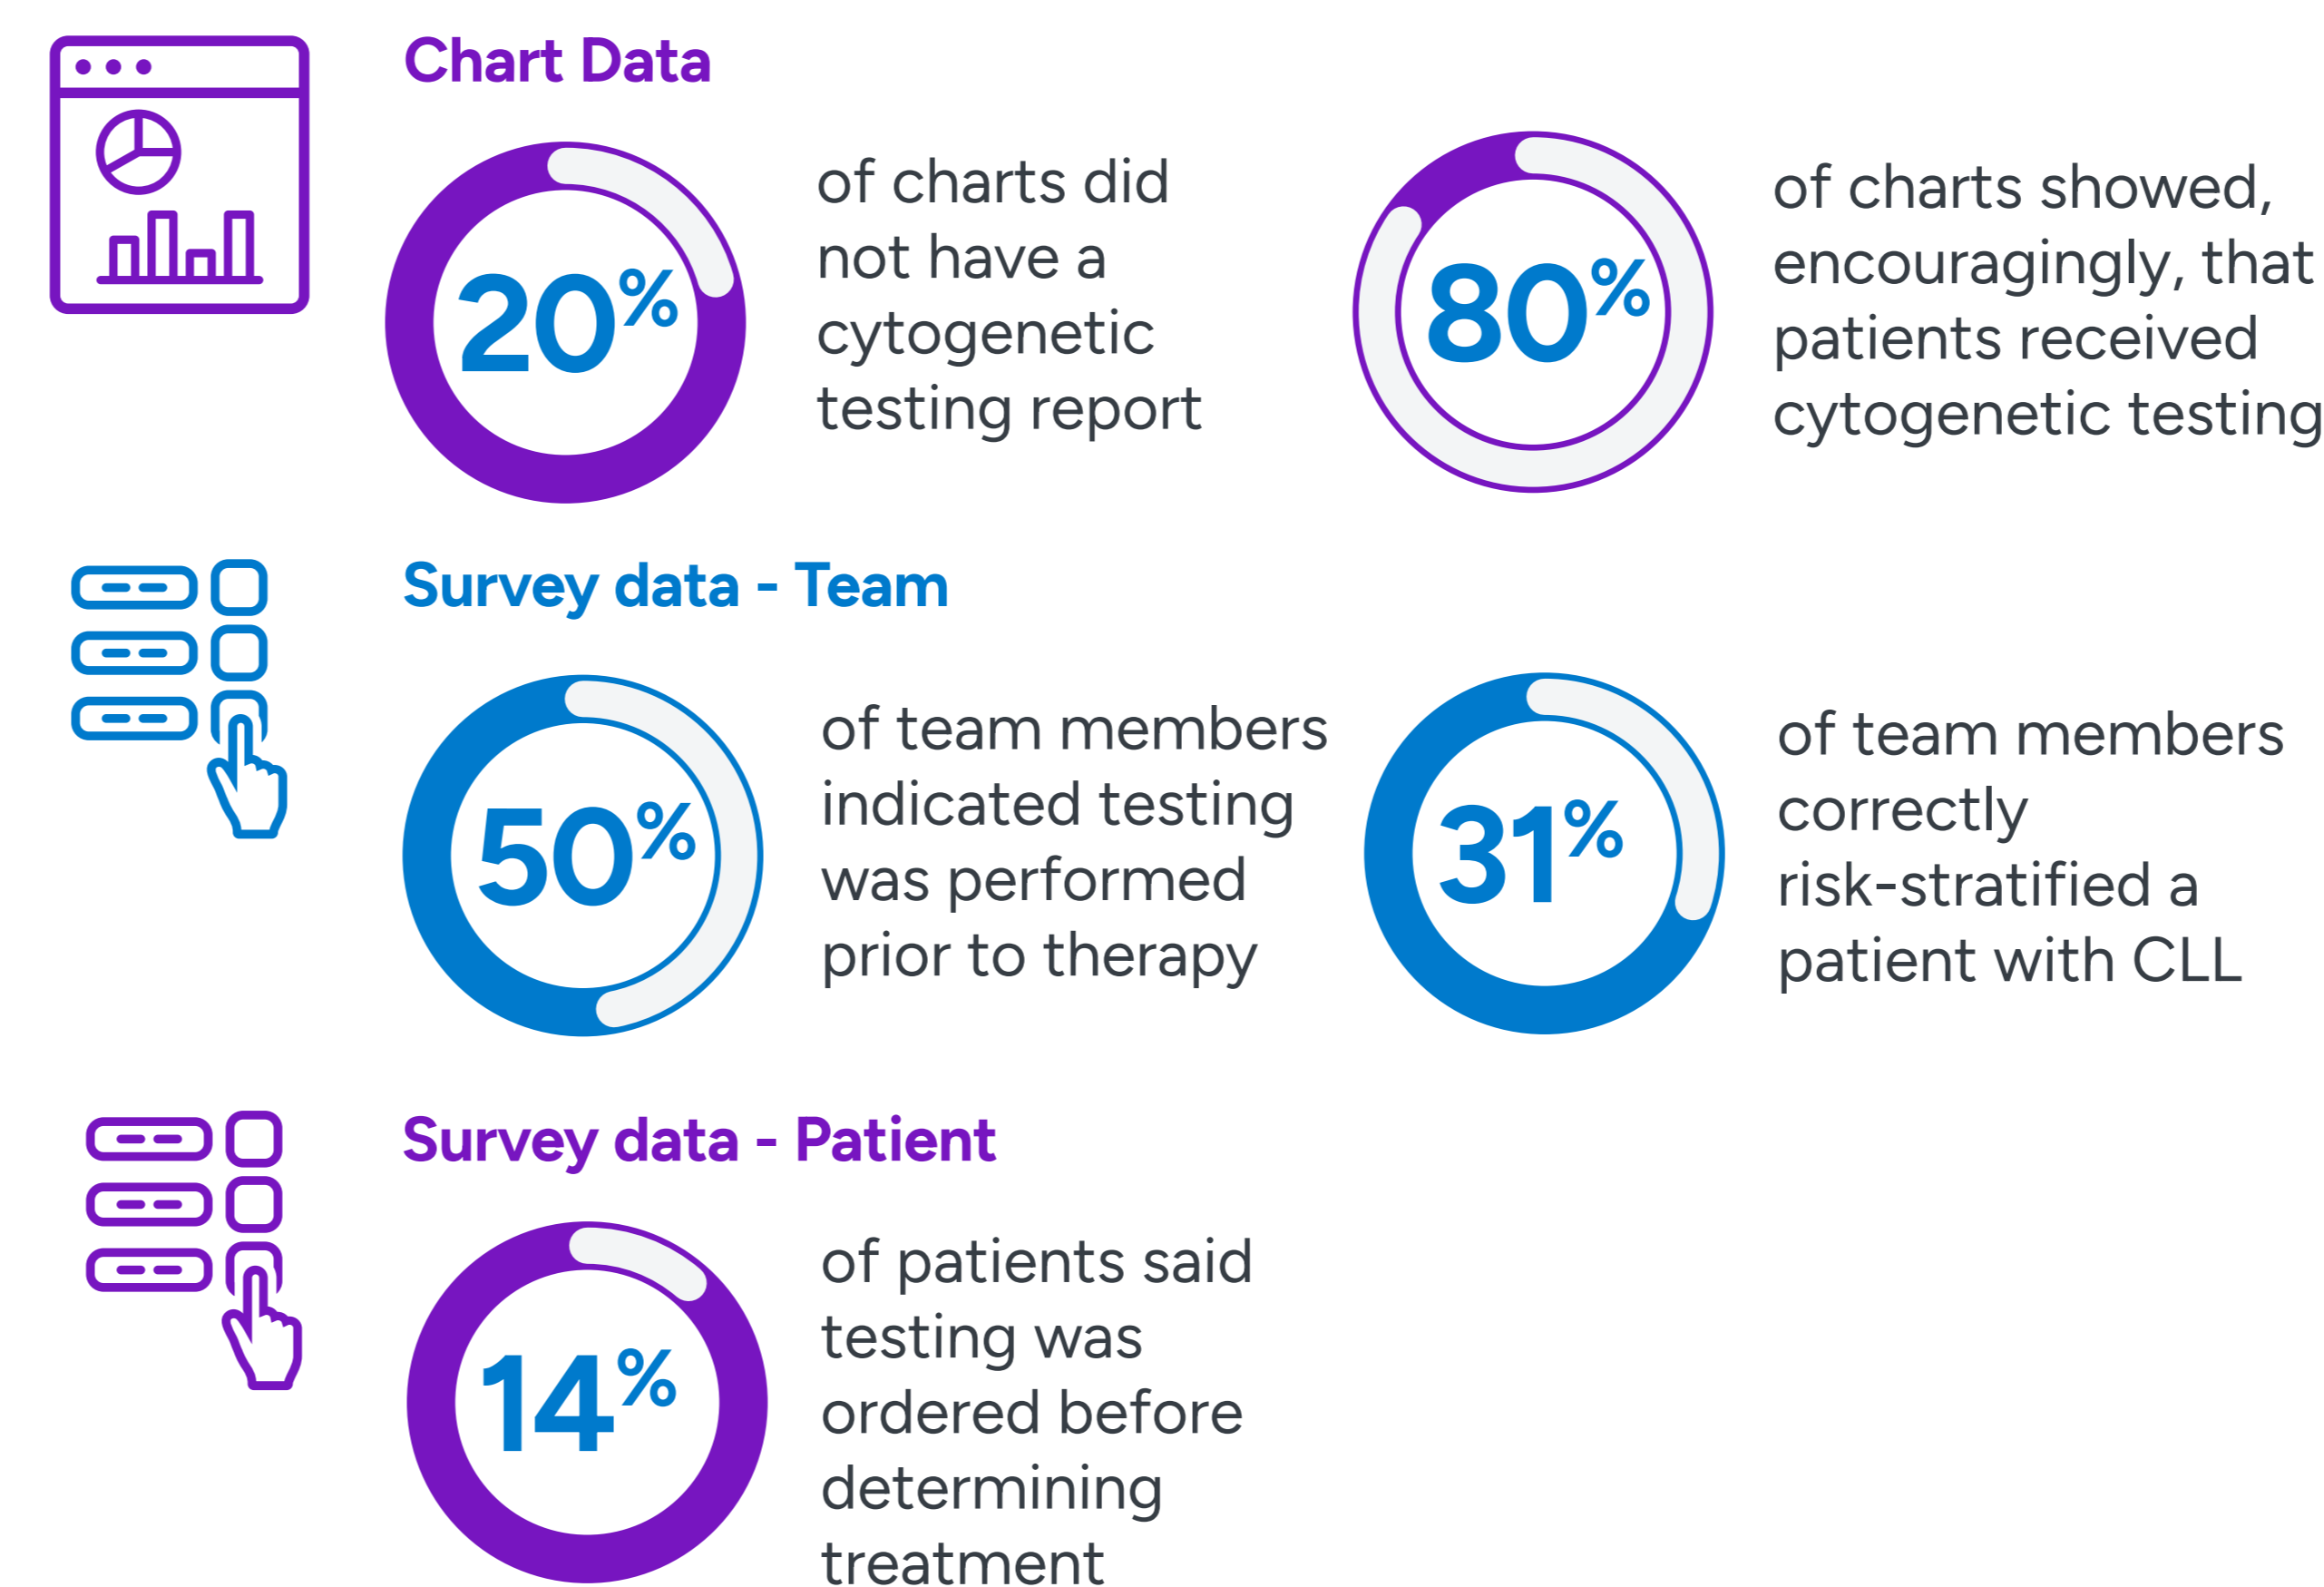 Chart Data
20%
of charts did
not have a
cytogenetic
testing report
80%
of charts showed,
encouragingly, that
patients received
cytogenetic testing
Survey data - Team
50%
of team members
indicated testing
was performed
prior to therapy
31%
of team members
correctly
risk-stratified a
patient with CLL
Survey data - Patient
14%
of patients said
testing was
ordered before
determining
treatment